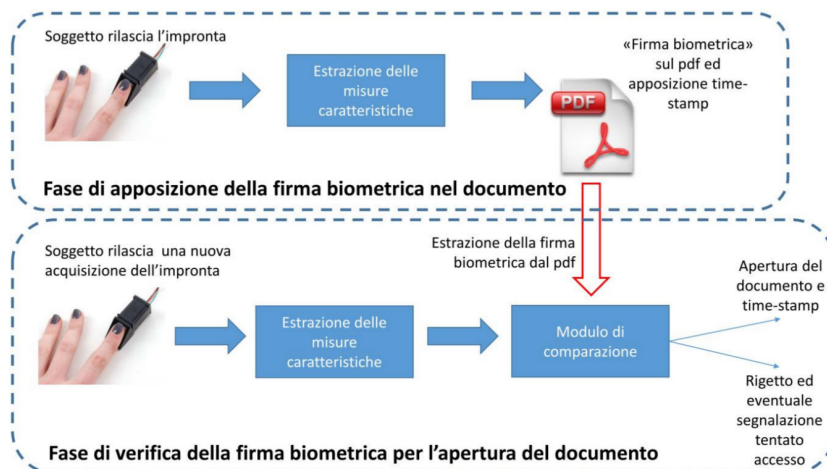 Soggetto rilascia l'impronta
Estrazione delle
misure
caratteristiche
«Firma biometrica»
sul pdf ed
apposizione time-
stamp
PDF
Fase di apposizione della firma biometrica nel documento
Soggetto rilascia una nuova
acquisizione dell'impronta
Estrazione della firma
biometrica dal pdf
Estrazione delle
misure
caratteristiche
Modulo di
comparazione
Apertura del
documento e
time-stamp
Rigetto ed
eventuale
segnalazione
tentato
accesso
Fase di verifica della firma biometrica per l'apertura del documento